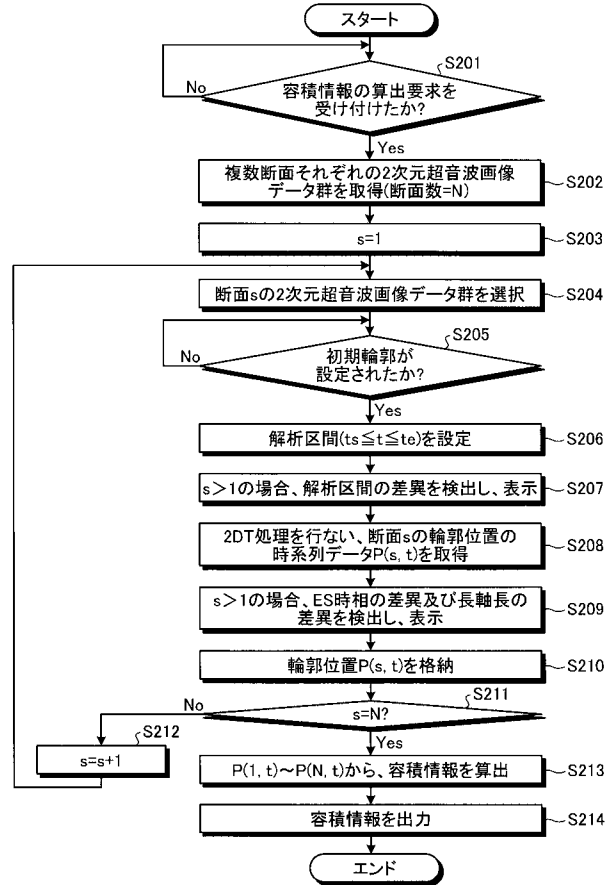 スタート
S201
容積情報の算出要求を
受け付けたか?
No
Yes
複数断面それぞれの2次元超音波画像
データ群を取得(断面数=N)
S202
s=1
S203
断面sの2次元超音波画像データ群を選択
S204
S205
初期輪郭が
設定されたか?
No
Yes
解析区間(ts≦t≦te)を設定
S206
s>1の場合、解析区間の差異を検出し、表示
S207
2DT処理を行ない、断面sの輪郭位置の
時系列データP(s, t)を取得
S208
s>1の場合、ES時相の差異及び長軸長の
差異を検出し、表示
S209
輪郭位置P(s, t)を格納
S210
S211
s=N?
No
Yes
S212
s=s+1
P(1, t)~P(N, t)から、容積情報を算出
S213
容積情報を出力
S214
エンド